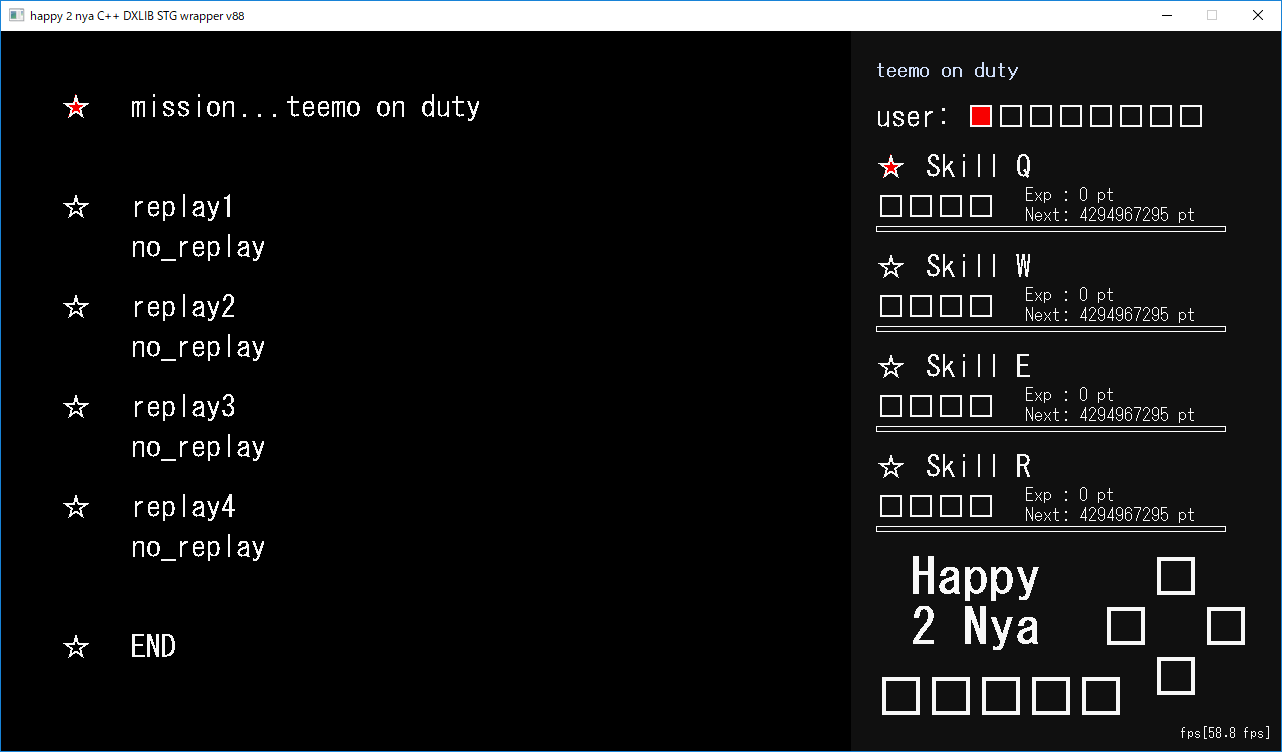 happy 2 nya C++ DXLIB STG wrapper v88
☆ mission...teemo on duty
☆ replay1
no_replay
☆ replay2
no_replay
☆ replay3
no_replay
☆ replay4
no_replay
☆ END
teemo on duty
user: □□□□□□□□
☆ Skill Q
□□□□ Exp : 0 pt
Next: 4294967295 pt
☆ Skill W
□□□□ Exp : 0 pt
Next: 4294967295 pt
☆ Skill E
□□□□ Exp : 0 pt
Next: 4294967295 pt
☆ Skill R
□□□□ Exp : 0 pt
Next: 4294967295 pt
Happy
2 Nya
fps[58.8 fps]